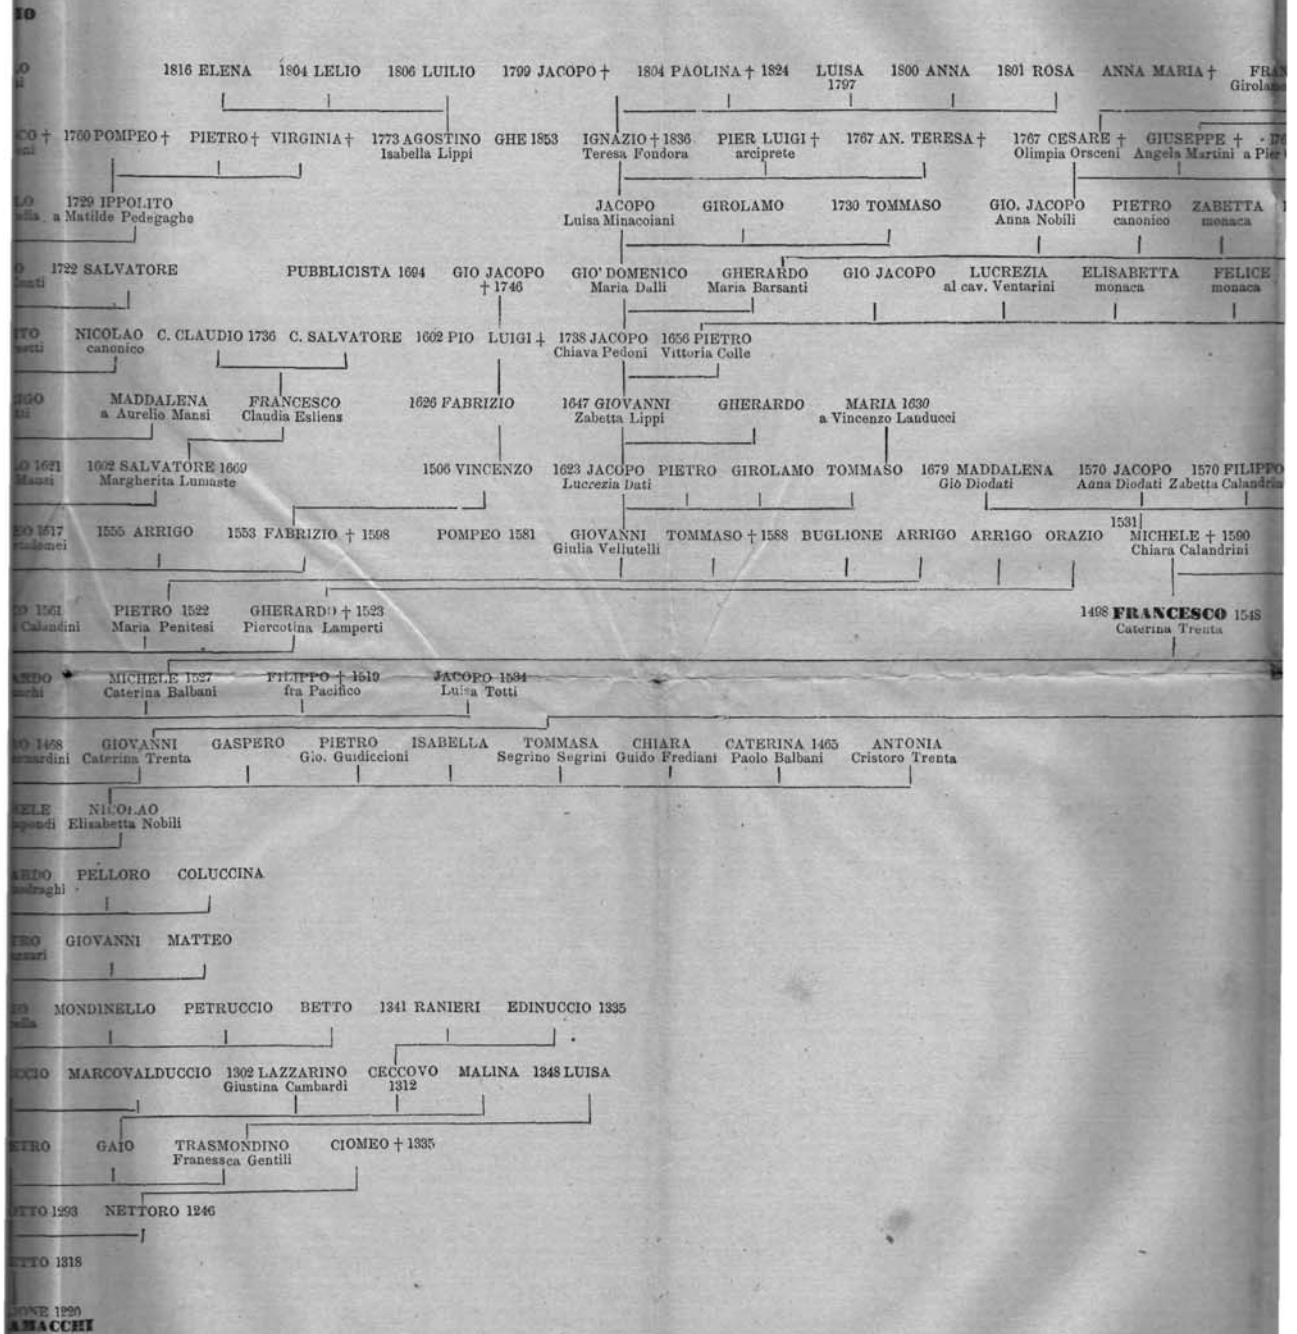 1816 ELENA 1804 LELIO 1806 LUILIO 1799 JACOPO † 1804 PAOLINA † 1824 LUISA 1800 ANNA 1801 ROSA ANNA MARIA †
1797
1760 POMPEO † PIETRO † VIRGINIA † 1773 AGOSTINO GHE 1853 IGNAZIO † 1836 PIER LUIGI † 1767 AN. TERESA † 1767 CESARE † GIUSEPPE †
Isabella Lippi Teresa Fondora arciprete Olimpia Orsceni Angela Martini a Pier
1729 IPPOLITO JACOPO GIROLAMO 1730 TOMMASO GIO. JACOPO PIETRO ZABETTA
a Matilde Pedegaghe Luisa Minacoiani Anna Nobili canonico monaca
1722 SALVATORE PUBBLICISTA 1694 GIO JACOPO GIO' DOMENICO GHERARDO GIO JACOPO LUCREZIA ELISABETTA FELICE
† 1746 Maria Dalli Maria Barsanti al cav. Ventarini monaca monaca
NICOLAO C. CLAUDIO 1736 C. SALVATORE 1602 PIO LUIGI † 1738 JACOPO 1656 PIETRO
canonico Chiava Pedoni Vittoria Colle
MADDALENA FRANCESCO 1626 FABRIZIO 1647 GIOVANNI GHERARDO MARIA 1630
a Aurelio Mansi Claudia Esliens Zabetta Lippi a Vincenzo Landucci
1621 1602 SALVATORE 1669 1506 VINCENZO 1623 JACOPO PIETRO GIROLAMO TOMMASO 1679 MADDALENA 1570 JACOPO 1570 FILIPPO
Mansi Margherita Lumaste Lucrezia Dati Gio Diodati Anna Diodati Zabetta Calandrin
1531
1617 1555 ARRIGO 1553 FABRIZIO † 1598 POMPEO 1581 GIOVANNI TOMMASO † 1588 BUGLIONE ARRIGO ARRIGO ORAZIO MICHELE † 1590
Giulia Vellutelli Chiara Calandrini
1561 PIETRO 1522 GHERARDO † 1523 1498 FRANCESCO 1548
Calandini Maria Penitesi Piercotina Lamperti Caterina Trenta
MICHELE 1527 FILIPPO † 1519 JACOPO 1534
Caterina Balbani fra Pacifico Luisa Totti
1468 GIOVANNI GASPERO PIETRO ISABELLA TOMMASA CHIARA CATERINA 1465 ANTONIA
Caterina Trenta Gio. Guidiccioni Segrino Segrini Guido Frediani Paolo Balbani Cristoro Trenta
NICOLAO
Elisabetta Nobili
PELLORO COLUCCINA
GIOVANNI MATTEO
MONDINELLO PETRUCCIO BETTO 1341 RANIERI EDINUCCIO 1335
MARCOVALDUCCIO 1302 LAZZARINO CECCOVO MALINA 1348 LUISA
Giustina Cambardi 1312
GAIO TRASMONDINO CIOMEO † 1335
Franessca Gentili
1293 NETTORO 1246
1318
1220